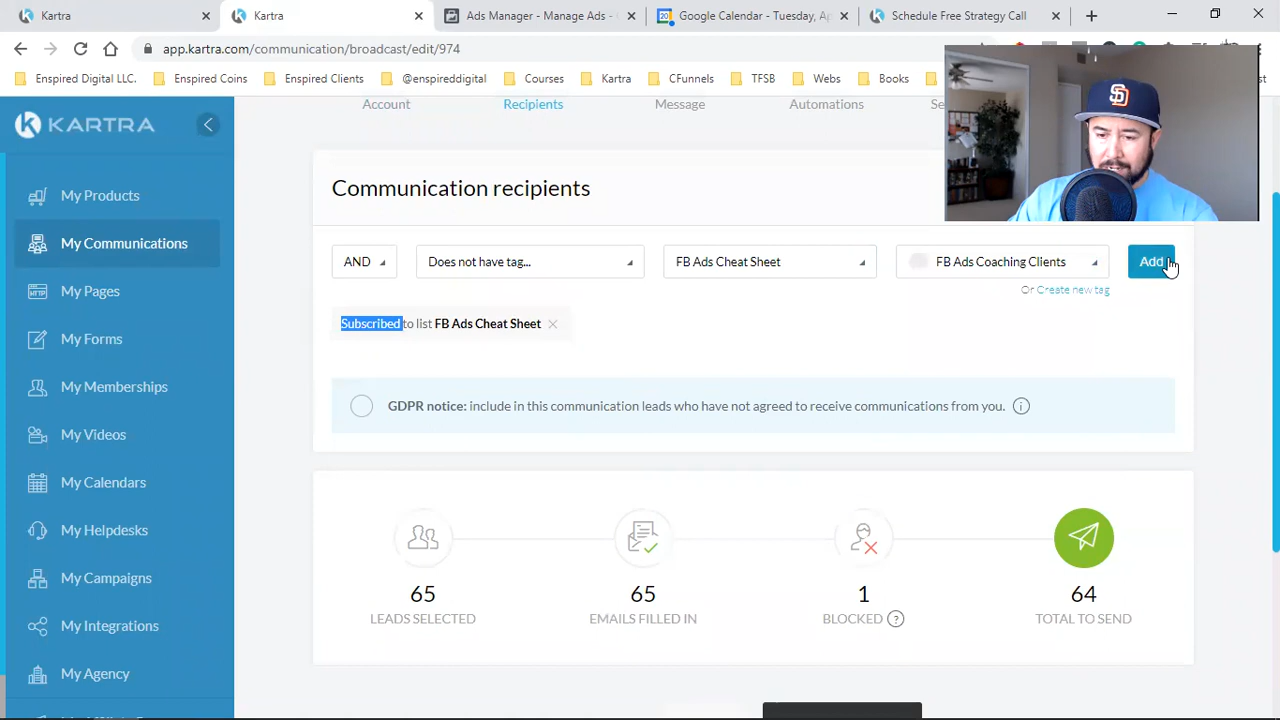 Kartra
Kartra
Ads Manager - Manage Ads -
Google Calendar - Tuesday, Ap
Schedule Free Strategy Call
app.kartra.com/communication/broadcast/edit/974
Enspired Digital LLC.
Enspired Coins
Enspired Clients
@enspireddigital
Courses
Kartra
CFunnels
TFSB
Webs
Books
KARTRA
Account
Recipients
Message
Automations
My Products
My Communications
My Pages
My Forms
My Memberships
My Videos
My Calendars
My Helpdesks
My Campaigns
My Integrations
My Agency
Communication recipients
AND
Does not have tag...
FB Ads Cheat Sheet
FB Ads Coaching Clients
Add
Or Create new tag
Subscribed to list FB Ads Cheat Sheet
GDPR notice: include in this communication leads who have not agreed to receive communications from you.
65
LEADS SELECTED
65
EMAILS FILLED IN
1
BLOCKED ?
64
TOTAL TO SEND